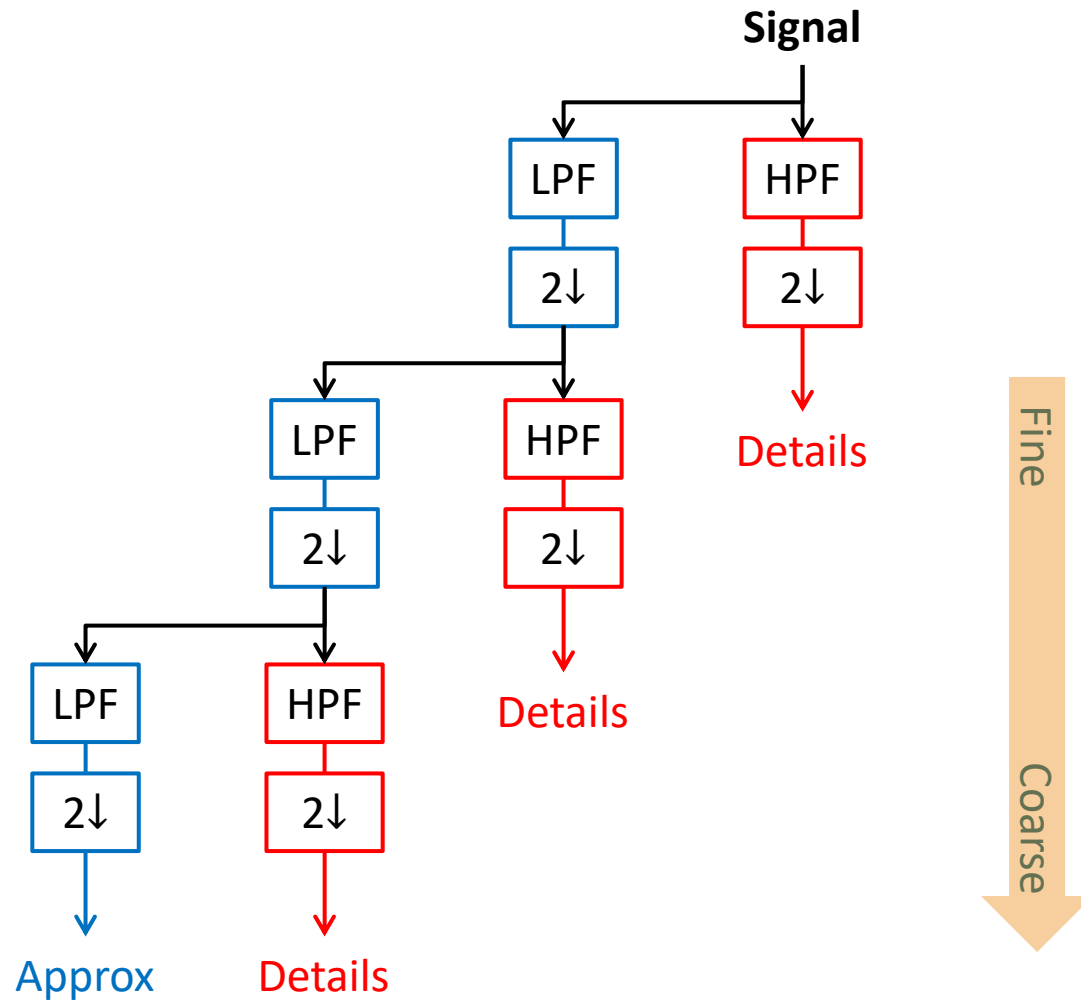 Signal
LPF
HPF
2↓
2↓
LPF
HPF
Details
Fine
2↓
2↓
LPF
HPF
Details
2↓
2↓
Coarse
Approx
Details